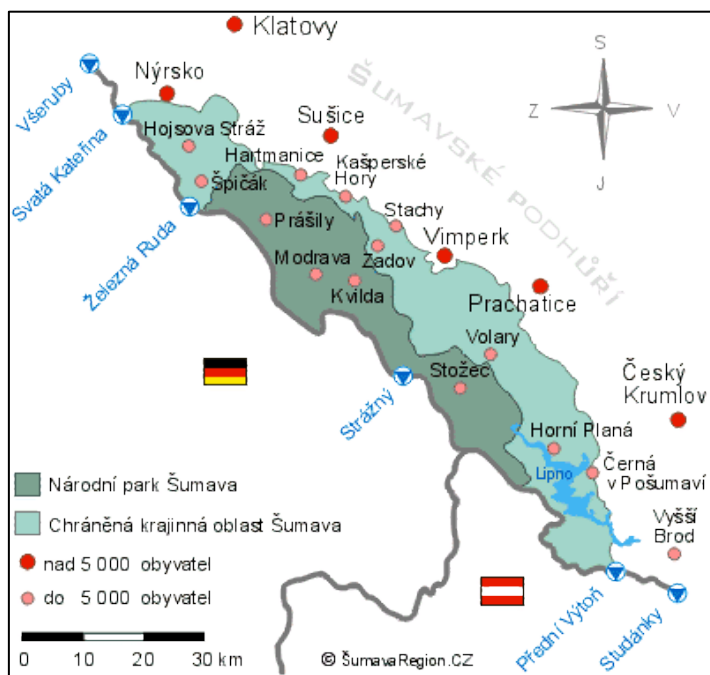 Klatovy
S
Z
V
J
Všeruby
Nýrsko
ŠUMAVSKÉ PODHŮŘÍ
Sušice
Svatá Kateřina
Hojsova Stráž
Hartmanice
Kašperské
Hory
Špičák
Stachy
Železná Ruda
Prášily
Vimperk
Modrava
Zadov
Kvilda
Prachatice
Volary
Strážný
Stožec
Český
Krumlov
Horní Planá
Lipno
Černá
v Pošumaví
Národní park Šumava
Chráněná krajinná oblast Šumava
Vyšší
Brod
nad 5 000 obyvatel
do 5 000 obyvatel
Přední Výtoň
Studánky
0 10 20 30 km
© ŠumavaRegion.CZ